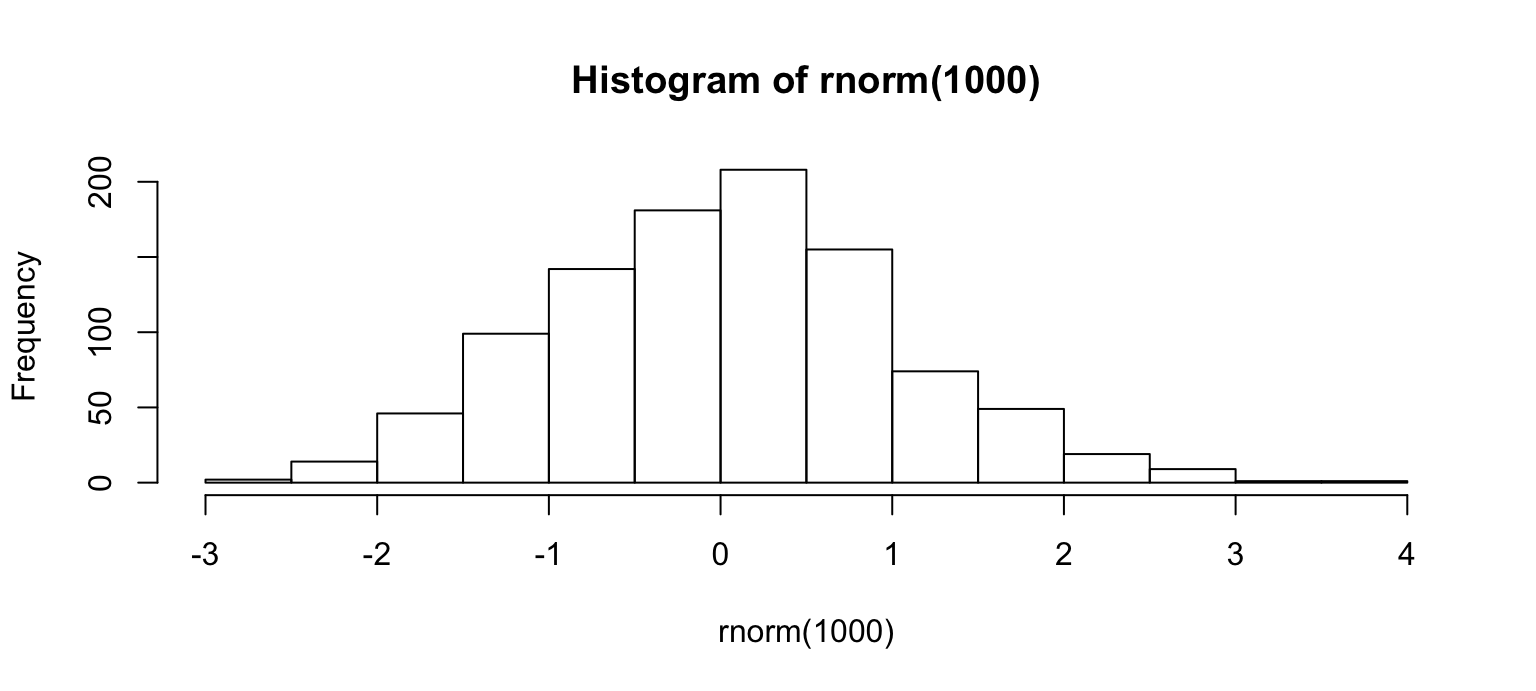 Histogram of rnorm(1000)
Frequency
200
100
50
0
-3 -2 -1 0 1 2 3 4
rnorm(1000)